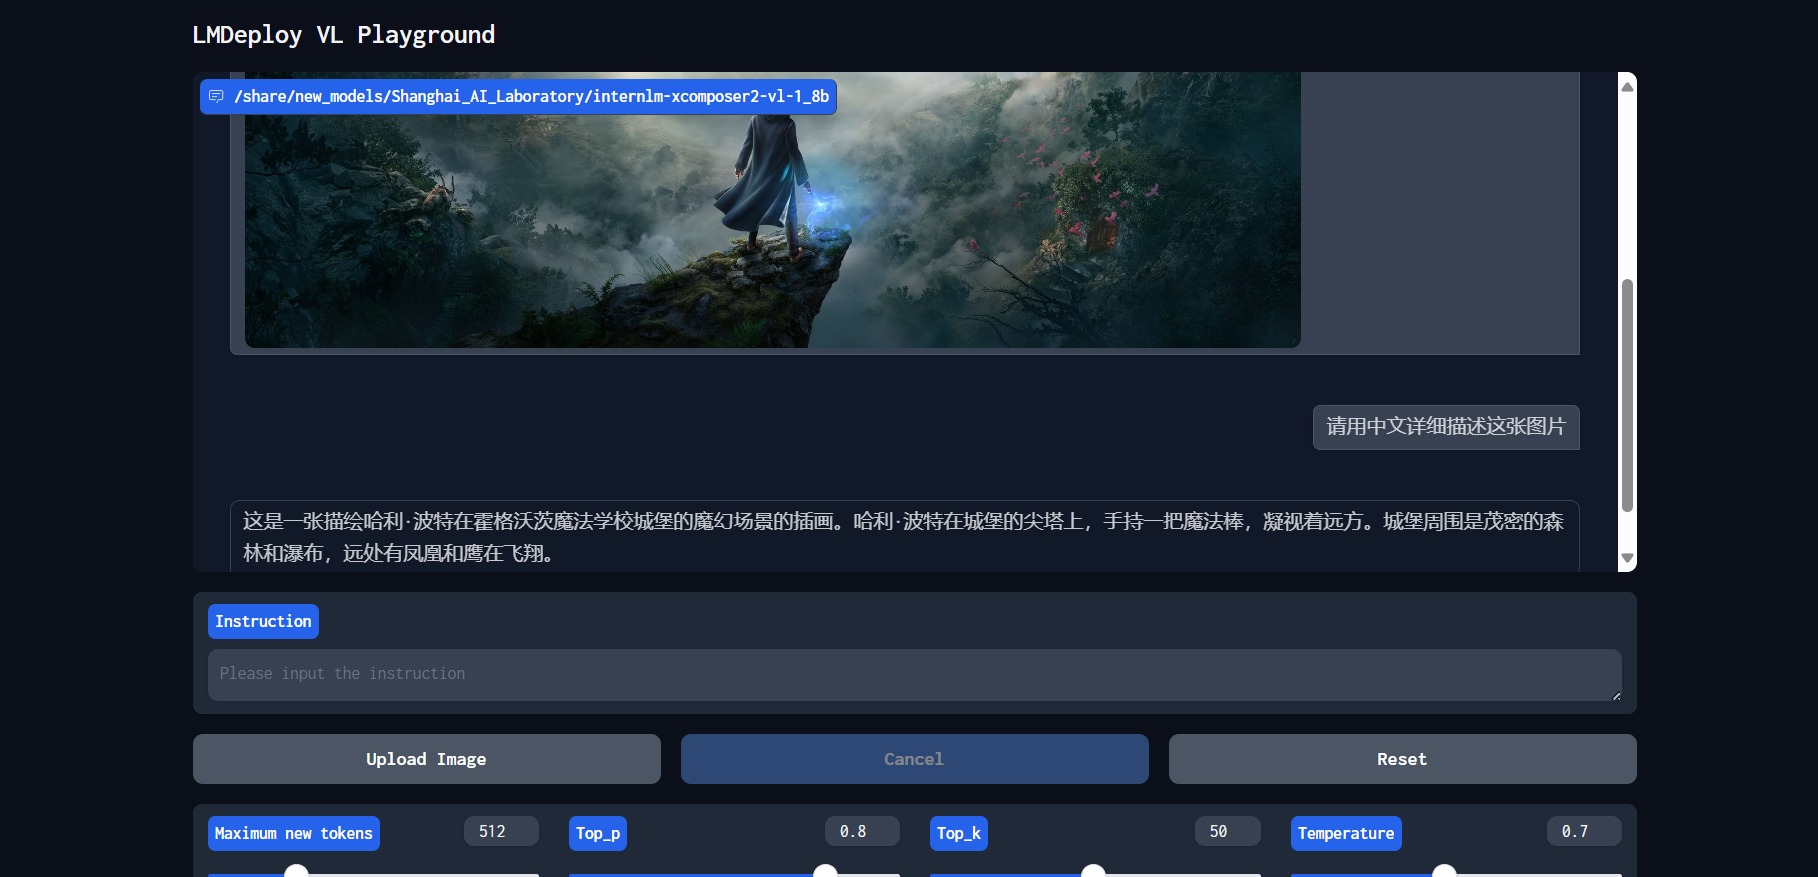 LMDeploy VL Playground
/share/new_models/Shanghai_AI_Laboratory/internlm-xcomposer2-vl-1_8b
请用中文详细描述这张图片
这是一张描绘哈利·波特在霍格沃茨魔法学校城堡的魔幻场景的插画。哈利·波特在城堡的尖塔上，手持一把魔法棒，凝视着远方。城堡周围是茂密的森
林和瀑布，远处有凤凰和鹰在飞翔。
Instruction
Please input the instruction
Upload Image
Cancel
Reset
Maximum new tokens
512
Top_p
0.8
Top_k
50
Temperature
0.7